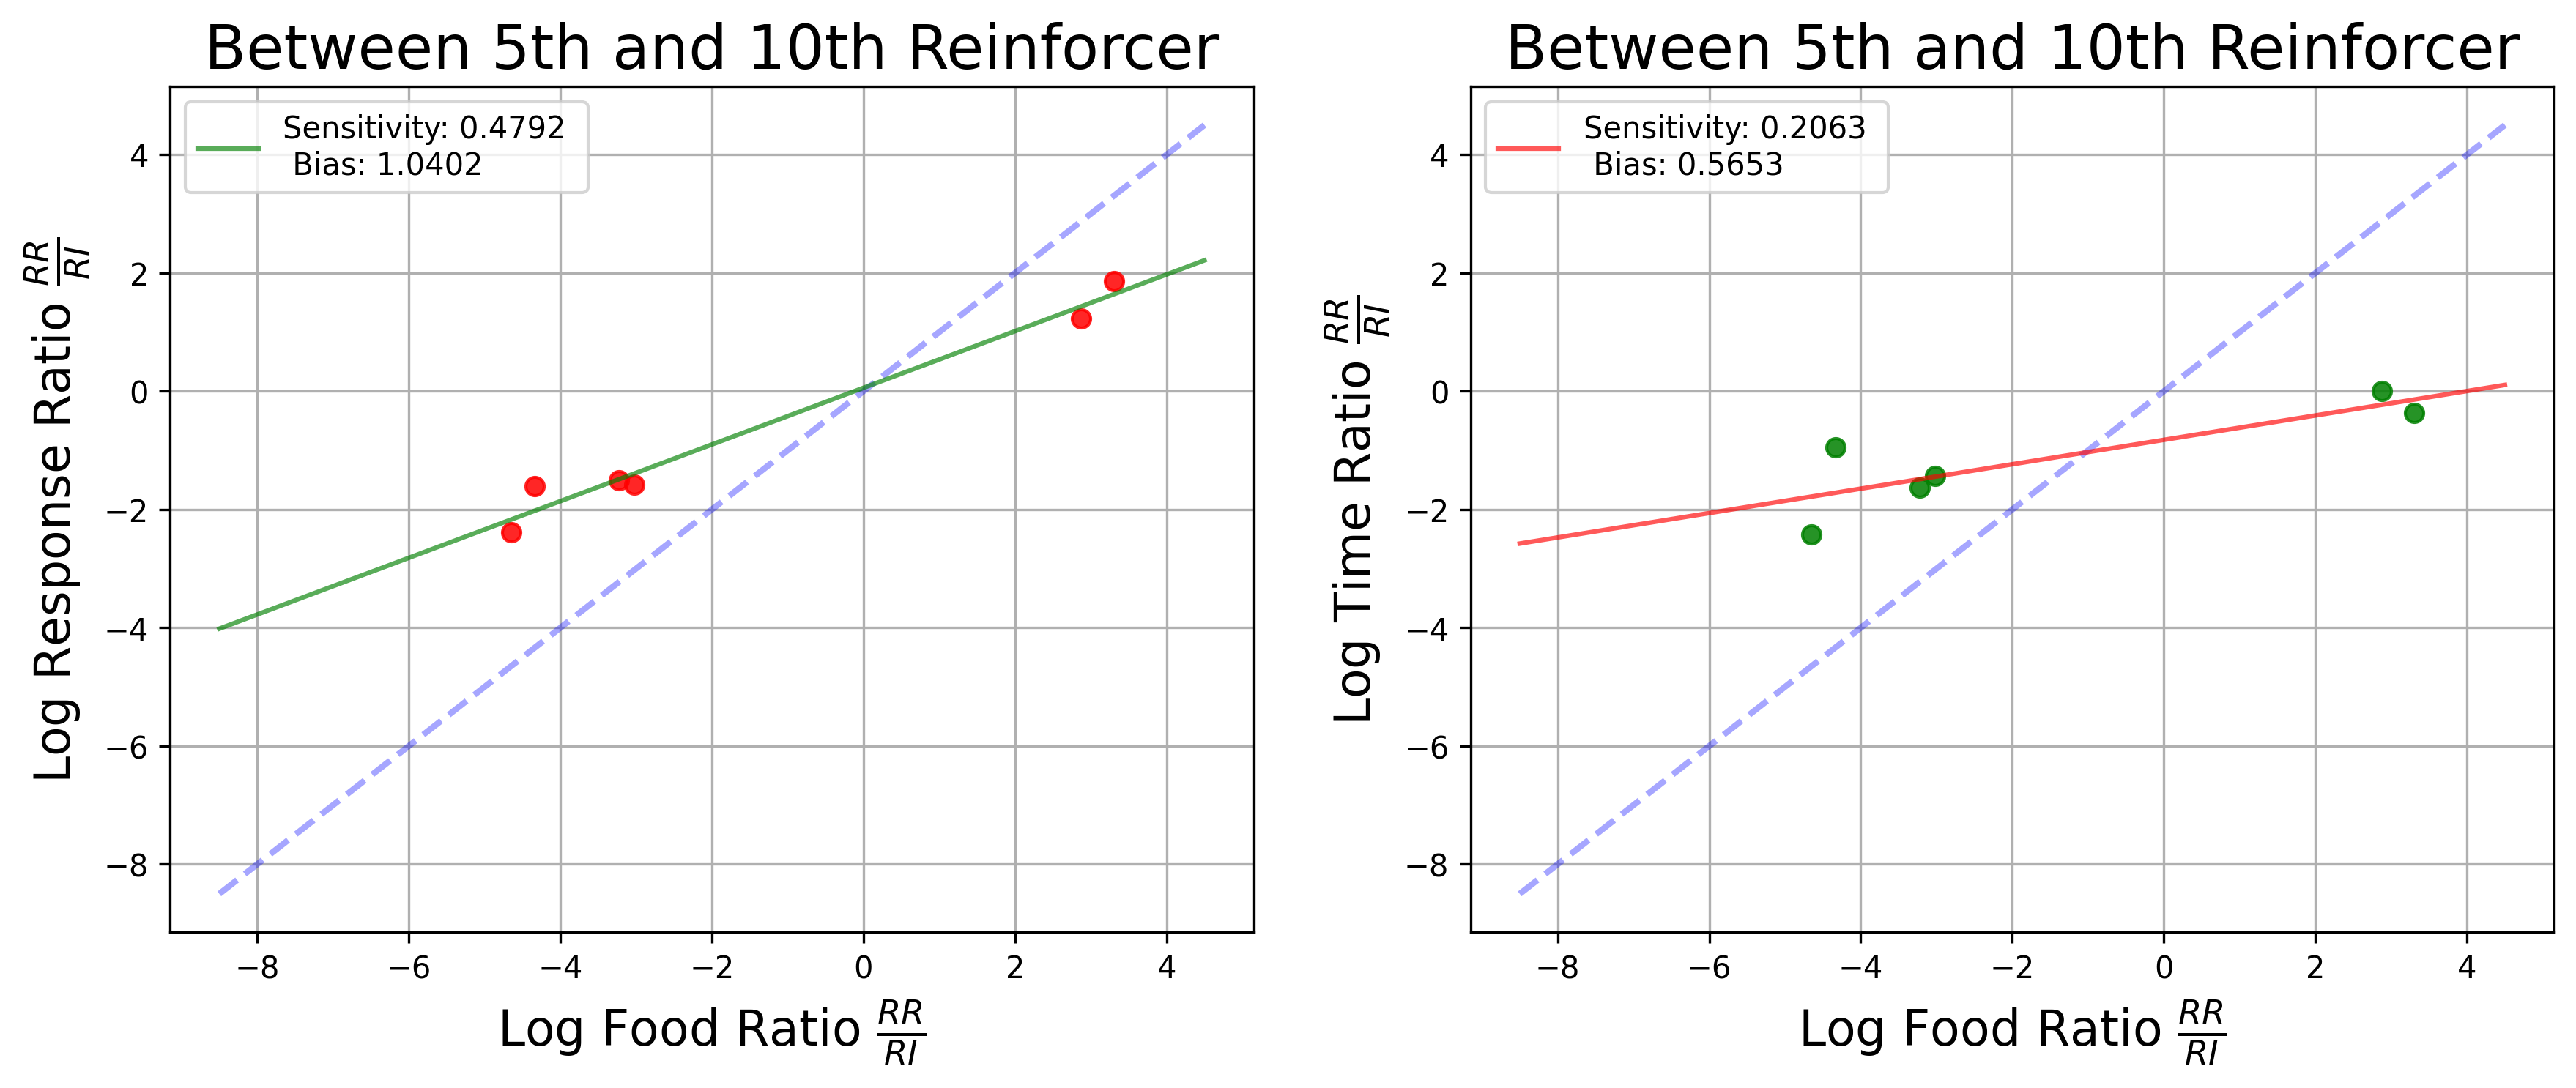 Between 5th and 10th Reinforcer
Sensitivity: 0.4792
Bias: 1.0402
4
2
0
−2
−4
−6
−8
Log Response Ratio RR/RI
−8 −6 −4 −2 0 2 4
Log Food Ratio RR/RI
Between 5th and 10th Reinforcer
Sensitivity: 0.2063
Bias: 0.5653
4
2
0
−2
−4
−6
−8
Log Time Ratio RR/RI
−8 −6 −4 −2 0 2 4
Log Food Ratio RR/RI